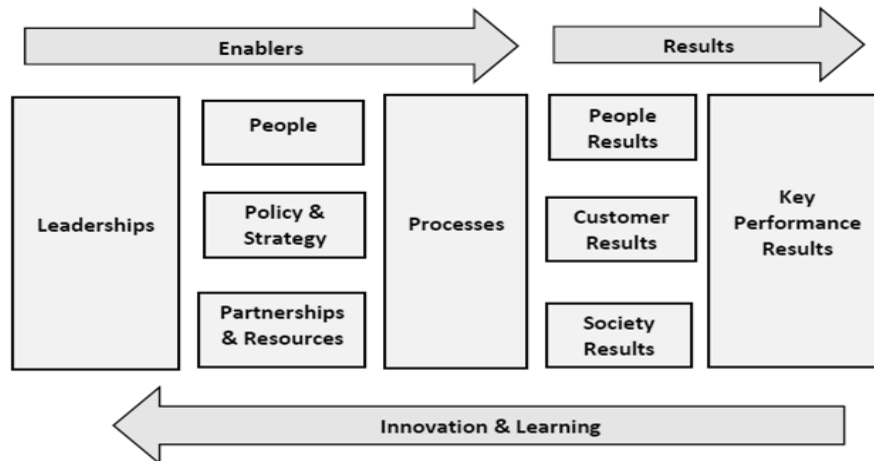 Enablers
Results
Leaderships
People
Policy &
Strategy
Partnerships
& Resources
Processes
People
Results
Customer
Results
Society
Results
Key
Performance
Results
Innovation & Learning